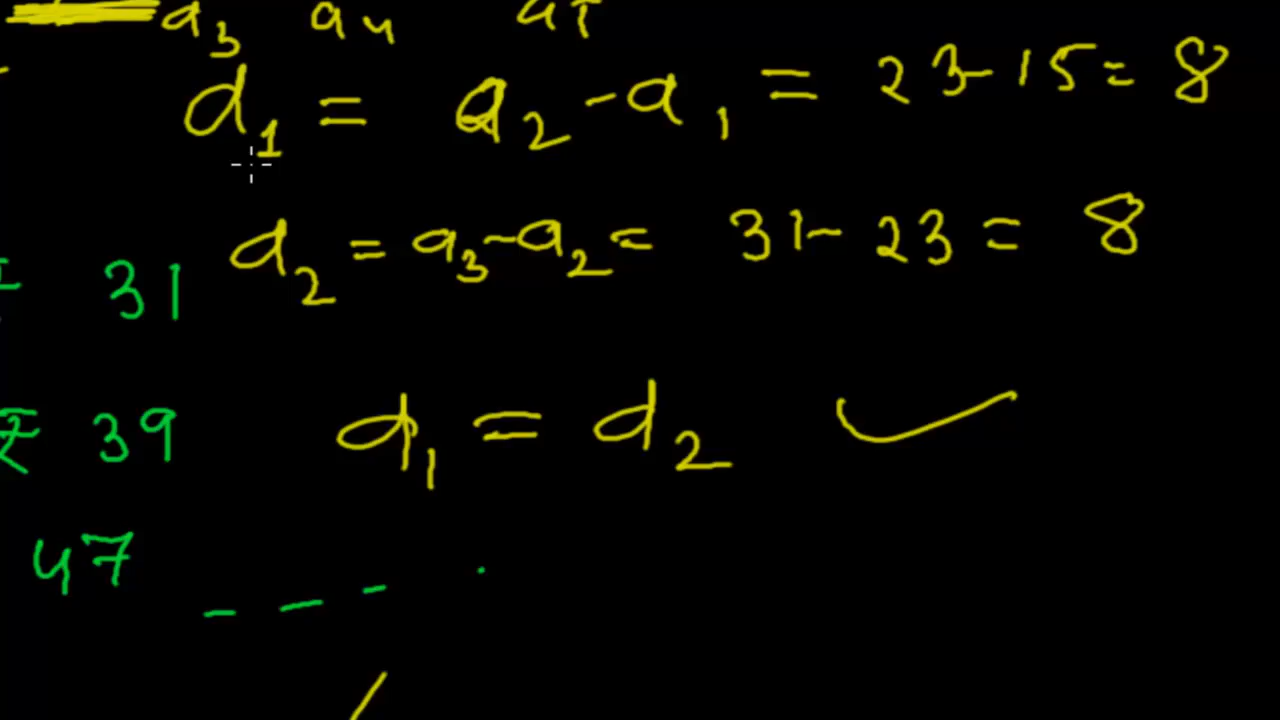 a₃ a₄ a₅
d₁ = a₂ - a₁ = 23 - 15 = 8
d₂ = a₃ - a₂ = 31 - 23 = 8
₹ 31
d₁ = d₂ ✓
₹ 39
47 _ _ _ .